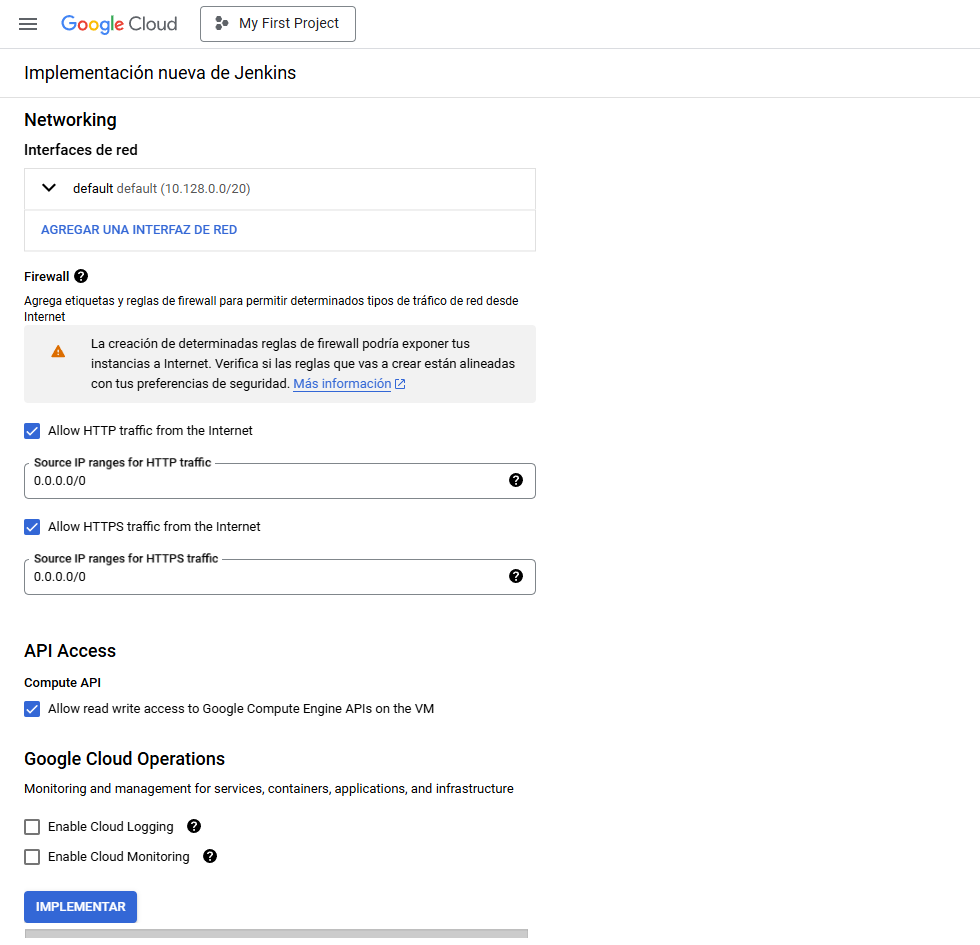 Google Cloud
My First Project
Implementación nueva de Jenkins
Networking
Interfaces de red
default default (10.128.0.0/20)
AGREGAR UNA INTERFAZ DE RED
Firewall
Agrega etiquetas y reglas de firewall para permitir determinados tipos de tráfico de red desde
Internet
La creación de determinadas reglas de firewall podría exponer tus
instancias a Internet. Verifica si las reglas que vas a crear están alineadas
con tus preferencias de seguridad. Más información
Allow HTTP traffic from the Internet
Source IP ranges for HTTP traffic
0.0.0.0/0
Allow HTTPS traffic from the Internet
Source IP ranges for HTTPS traffic
0.0.0.0/0
API Access
Compute API
Allow read write access to Google Compute Engine APIs on the VM
Google Cloud Operations
Monitoring and management for services, containers, applications, and infrastructure
Enable Cloud Logging
Enable Cloud Monitoring
IMPLEMENTAR